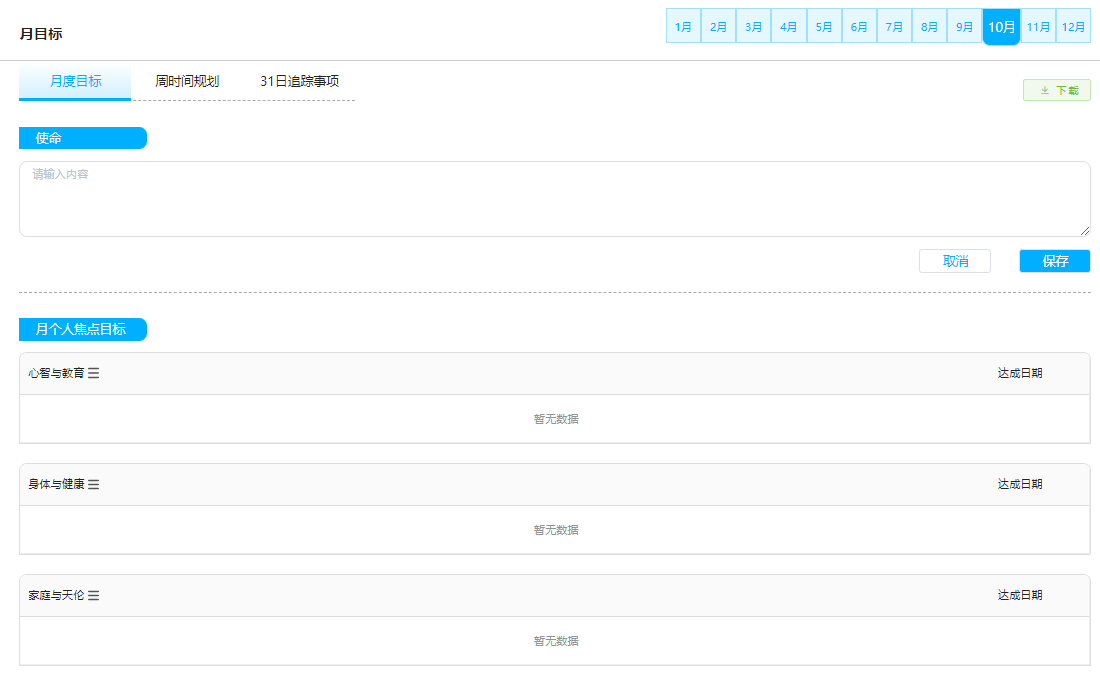 月目标
1月 2月 3月 4月 5月 6月 7月 8月 9月 10月 11月 12月
月度目标 周时间规划 31日追踪事项
下载
使命
请输入内容
取消 保存
月个人焦点目标
心智与教育 达成日期
暂无数据
身体与健康 达成日期
暂无数据
家庭与天伦 达成日期
暂无数据